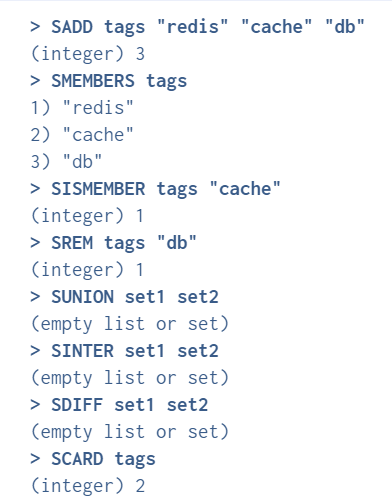 > SADD tags "redis" "cache" "db"
(integer) 3
> SMEMBERS tags
1) "redis"
2) "cache"
3) "db"
> SISMEMBER tags "cache"
(integer) 1
> SREM tags "db"
(integer) 1
> SUNION set1 set2
(empty list or set)
> SINTER set1 set2
(empty list or set)
> SDIFF set1 set2
(empty list or set)
> SCARD tags
(integer) 2